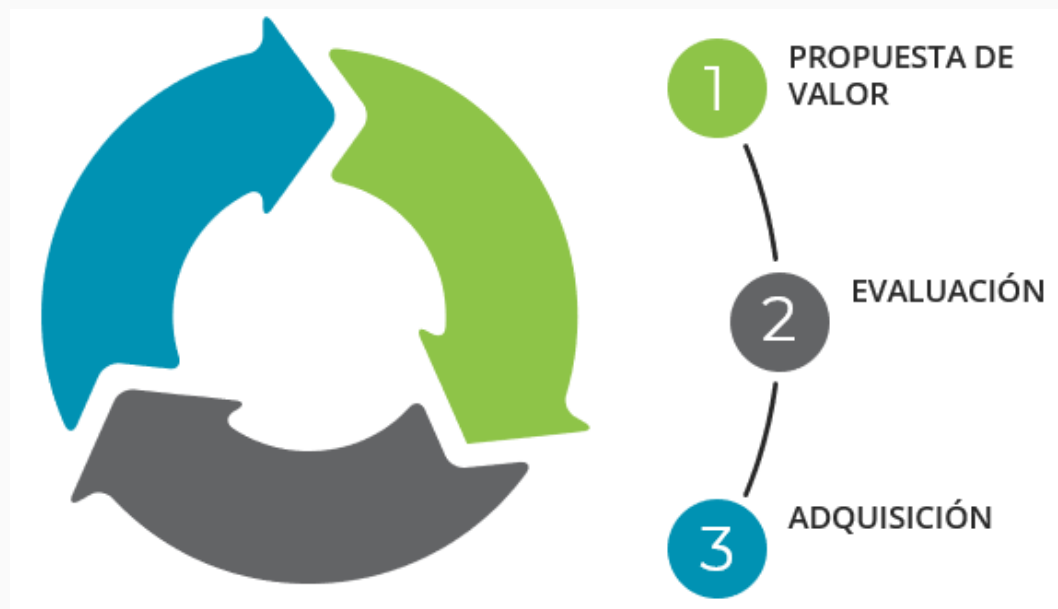 1
PROPUESTA DE
VALOR
2
EVALUACIÓN
3
ADQUISICIÓN